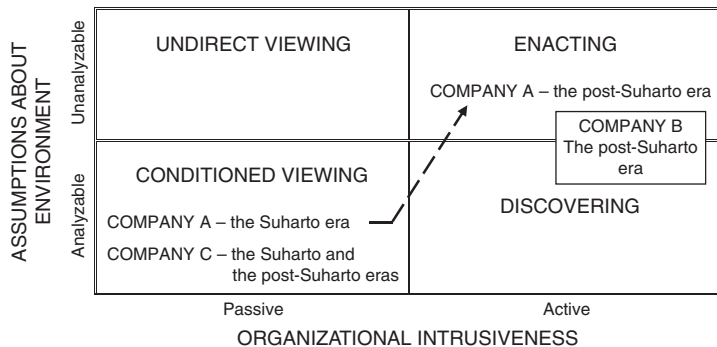 ASSUMPTIONS ABOUT
ENVIRONMENT
Unanalyzable
Analyzable
UNDIRECT VIEWING
ENACTING
COMPANY A – the post-Suharto era
COMPANY B
The post-Suharto
era
CONDITIONED VIEWING
COMPANY A – the Suharto era
COMPANY C – the Suharto and
the post-Suharto eras
DISCOVERING
Passive
Active
ORGANIZATIONAL INTRUSIVENESS